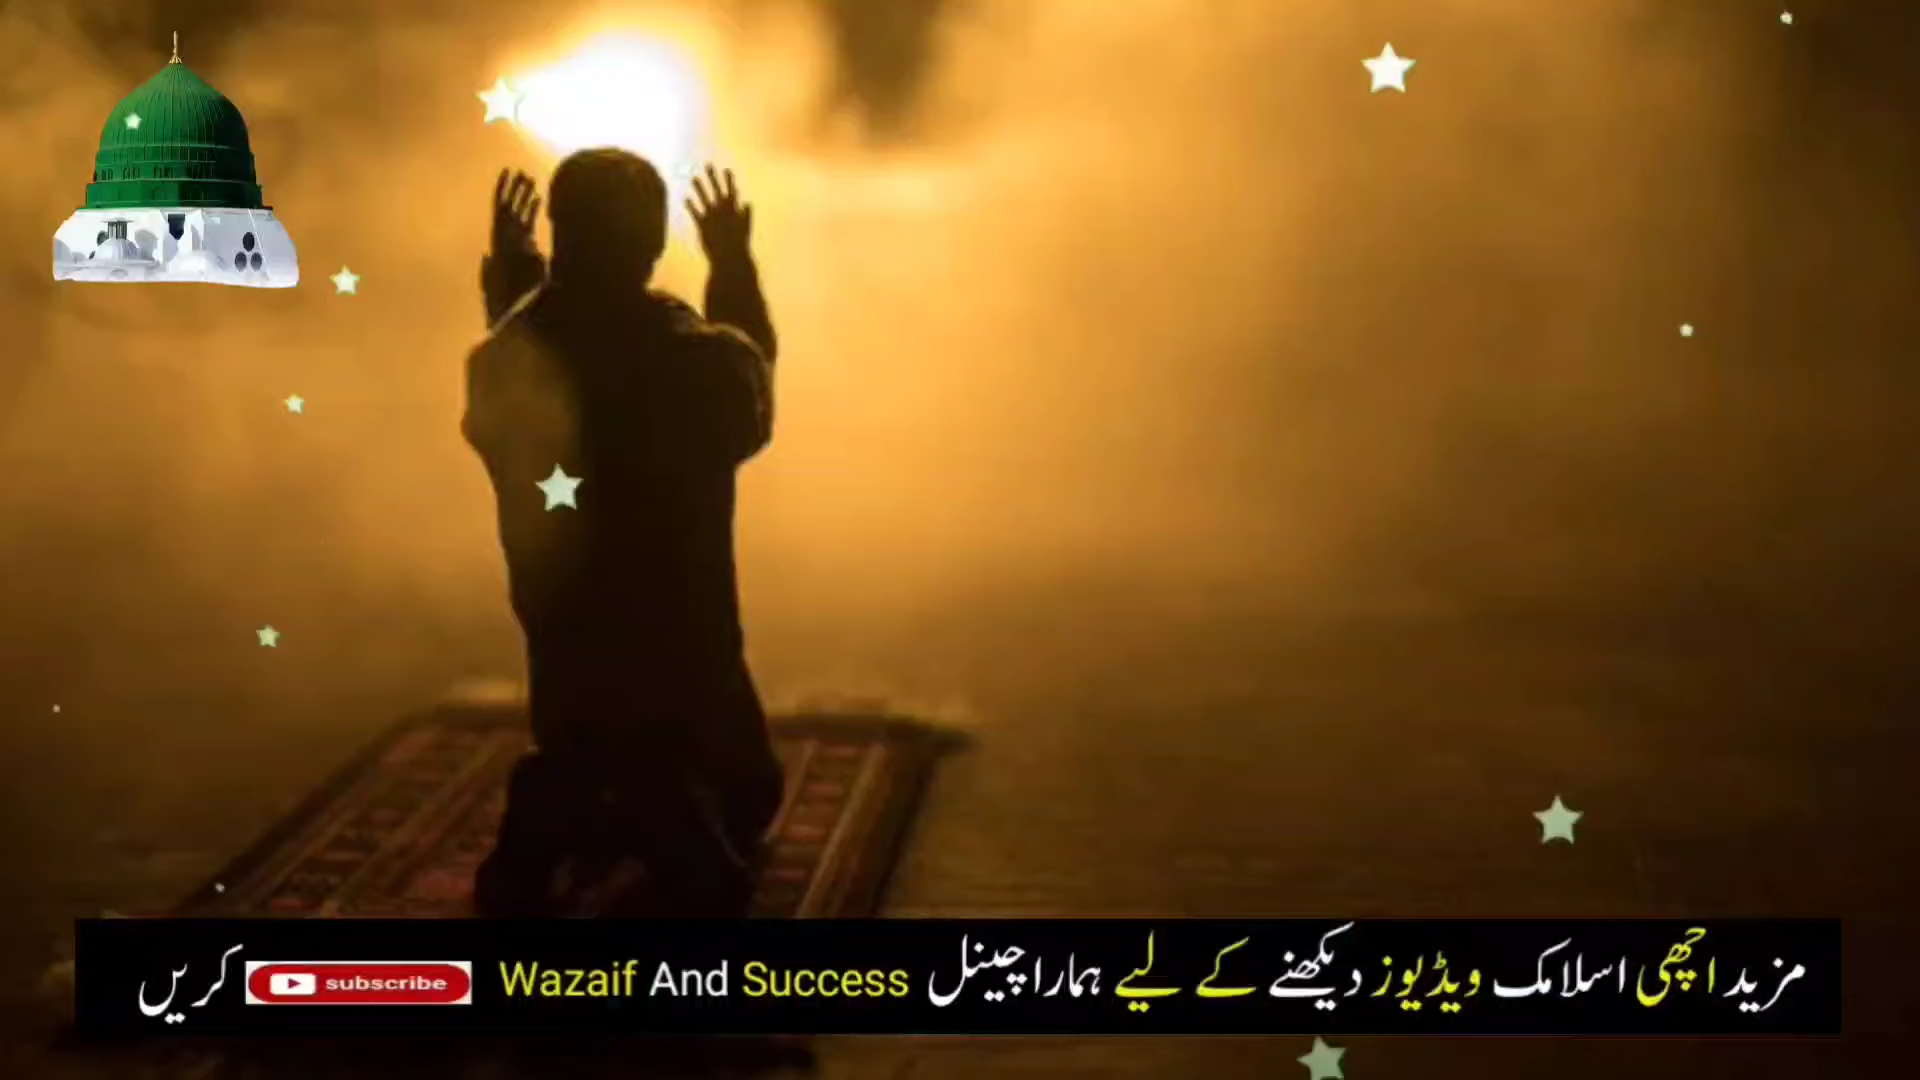 مزید اچھی اسلامک ویڈیوز دیکھنے کے لیے ہمارا چینل Wazaif And Success subscribe کریں